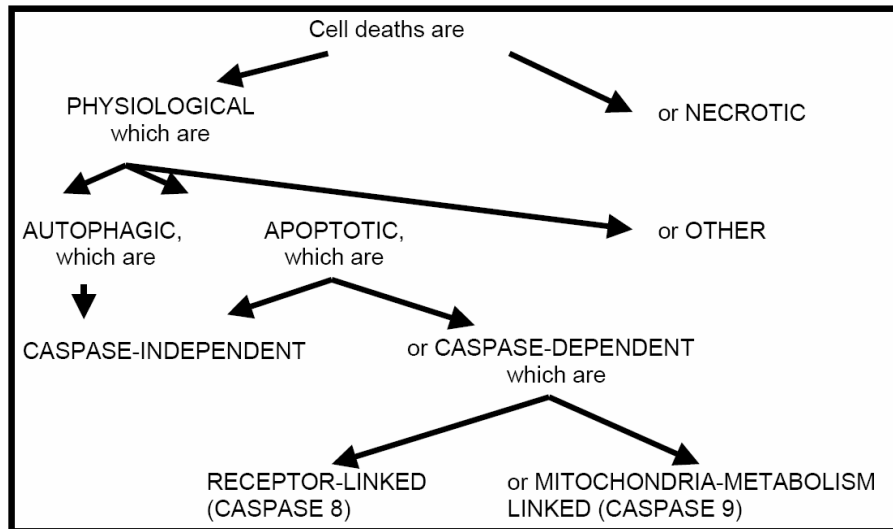 Cell deaths are
PHYSIOLOGICAL
which are
or NECROTIC
AUTOPHAGIC,
which are
APOPTOTIC,
which are
or OTHER
CASPASE-INDEPENDENT
or CASPASE-DEPENDENT
which are
RECEPTOR-LINKED
(CASPASE 8)
or MITOCHONDRIA-METABOLISM
LINKED (CASPASE 9)